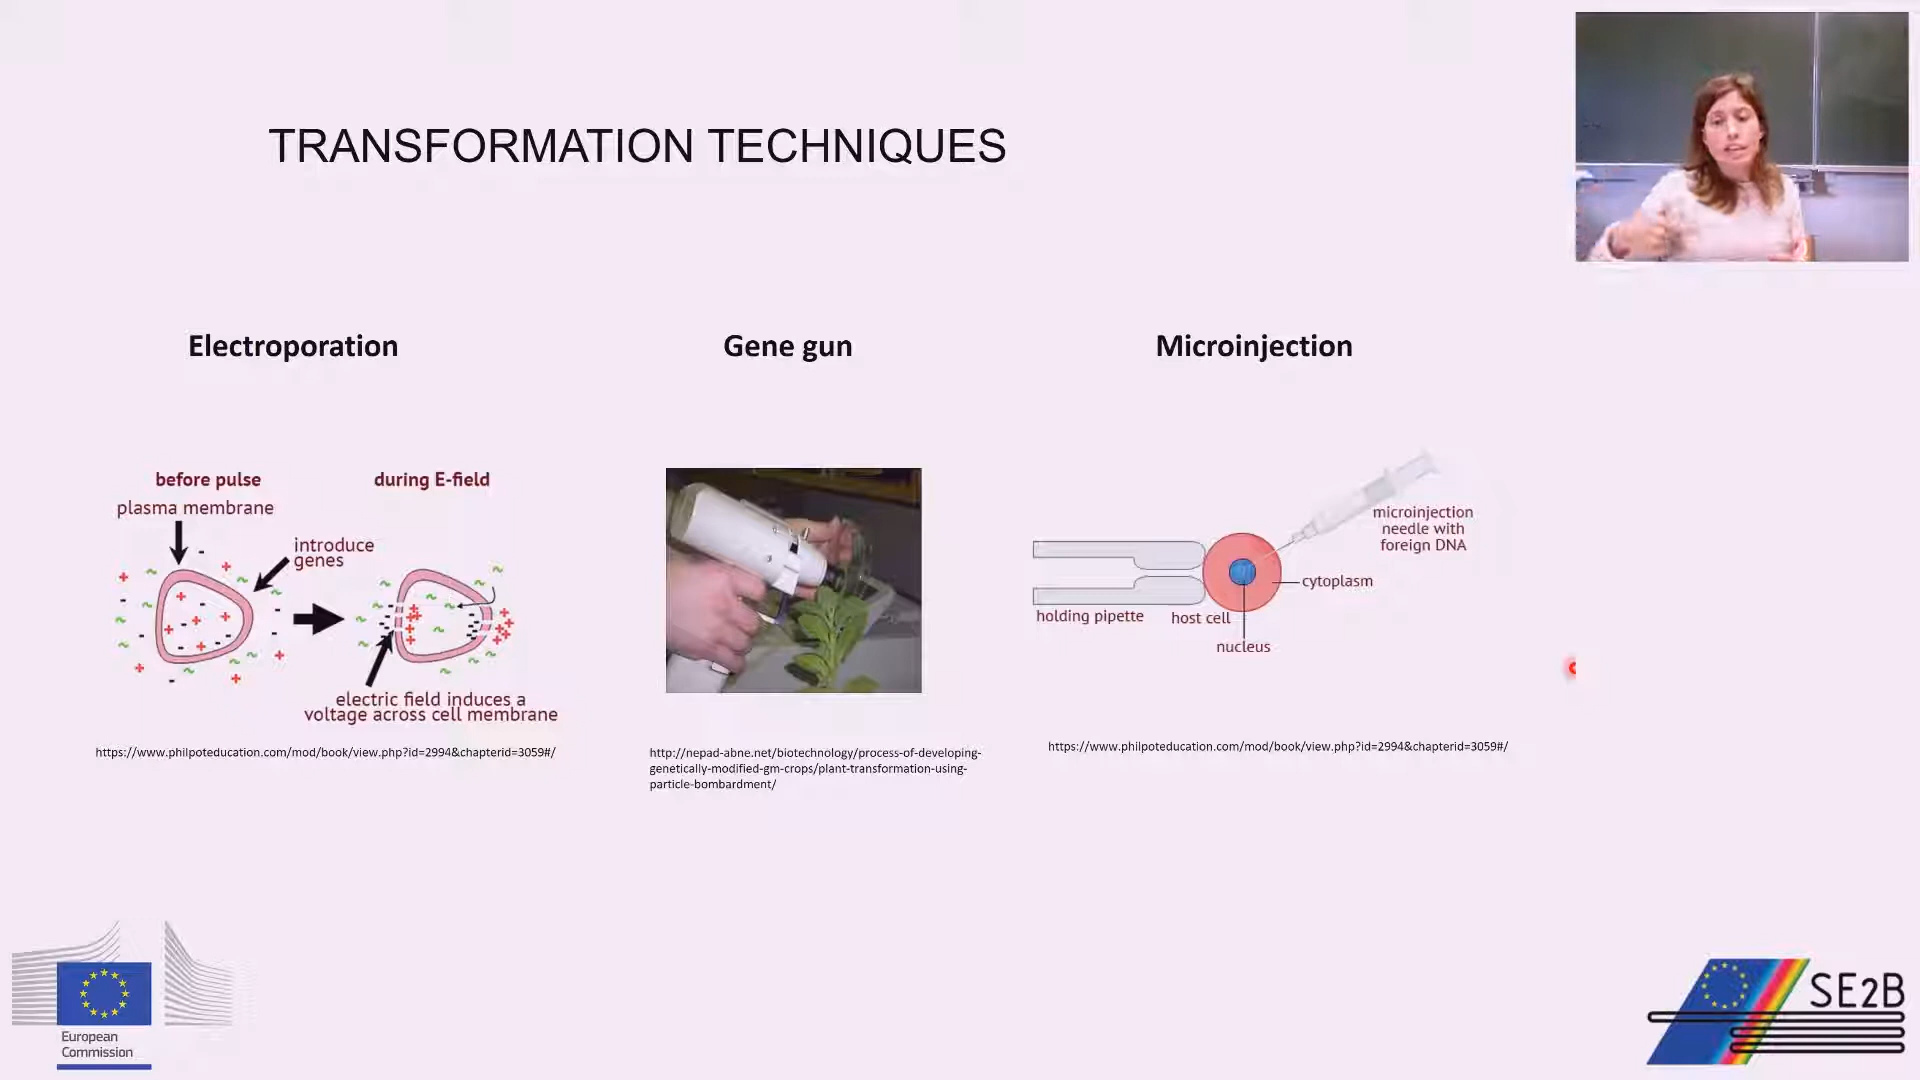 TRANSFORMATION TECHNIQUES
Electroporation
Gene gun
Microinjection
before pulse
during E-field
plasma membrane
introduce
genes
electric field induces a
voltage across cell membrane
https://www.philpoteducation.com/mod/book/view.php?id=2994&chapterid=3059#/
http://nepad-abne.net/biotechnology/process-of-developing-
genetically-modified-gm-crops/plant-transformation-using-
particle-bombardment/
microinjection
needle with
foreign DNA
cytoplasm
holding pipette
host cell
nucleus
https://www.philpoteducation.com/mod/book/view.php?id=2994&chapterid=3059#/
European
Commission
SE2B